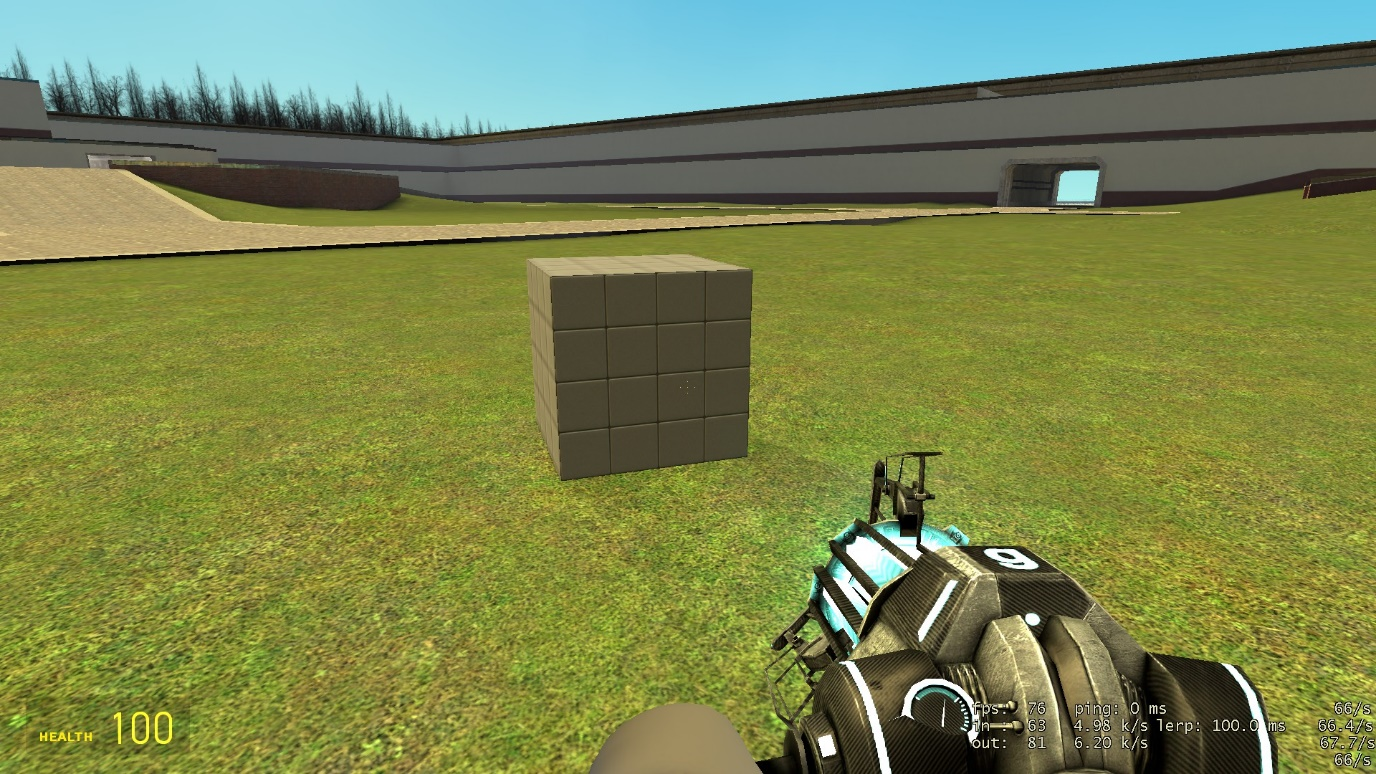 g
HEALTH 100
fps: 76 ping: 0 ms 66/s
in : 63 4.98 k/s lerp: 100.0 ms 66.4/s
out: 81 6.20 k/s 67.7/s
66/s